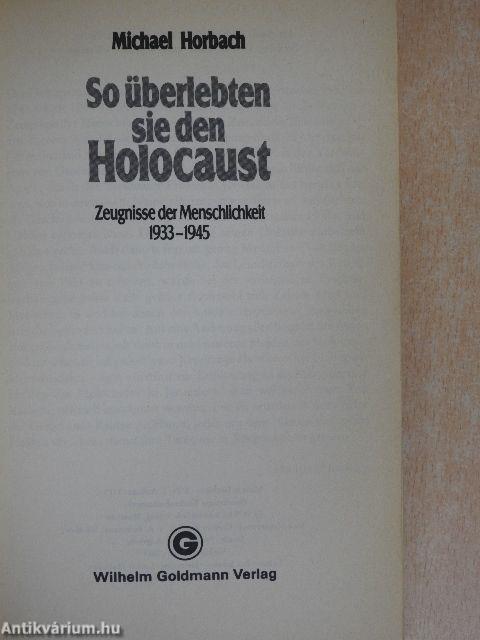 Michael Horbach
So überlebten
sie den
Holocaust
Zeugnisse der Menschlichkeit
1933–1945
G
Wilhelm Goldmann Verlag
Antikvárium.hu